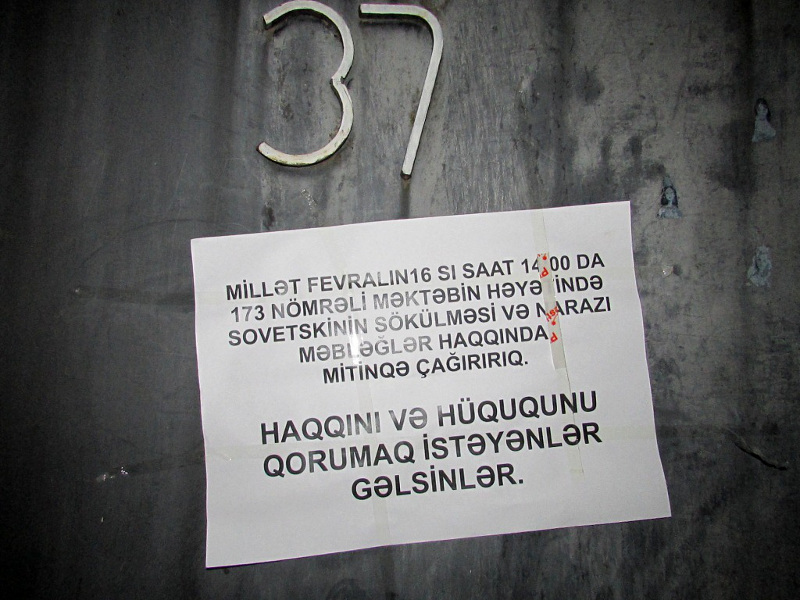 37
MİLLƏT FEVRALIN16 SI SAAT 14:00 DA
173 NÖMRƏLİ MƏKTƏBİN HƏYƏTİNDƏ
SOVETSKİNİN SÖKÜLMƏSİ VƏ NARAZI
MƏBLƏĞLƏR HAQQINDA
MİTİNQƏ ÇAĞIRIRIQ.
HAQQINI VƏ HÜQUQUNU
QORUMAQ İSTƏYƏNLƏR
GƏLSİNLƏR.